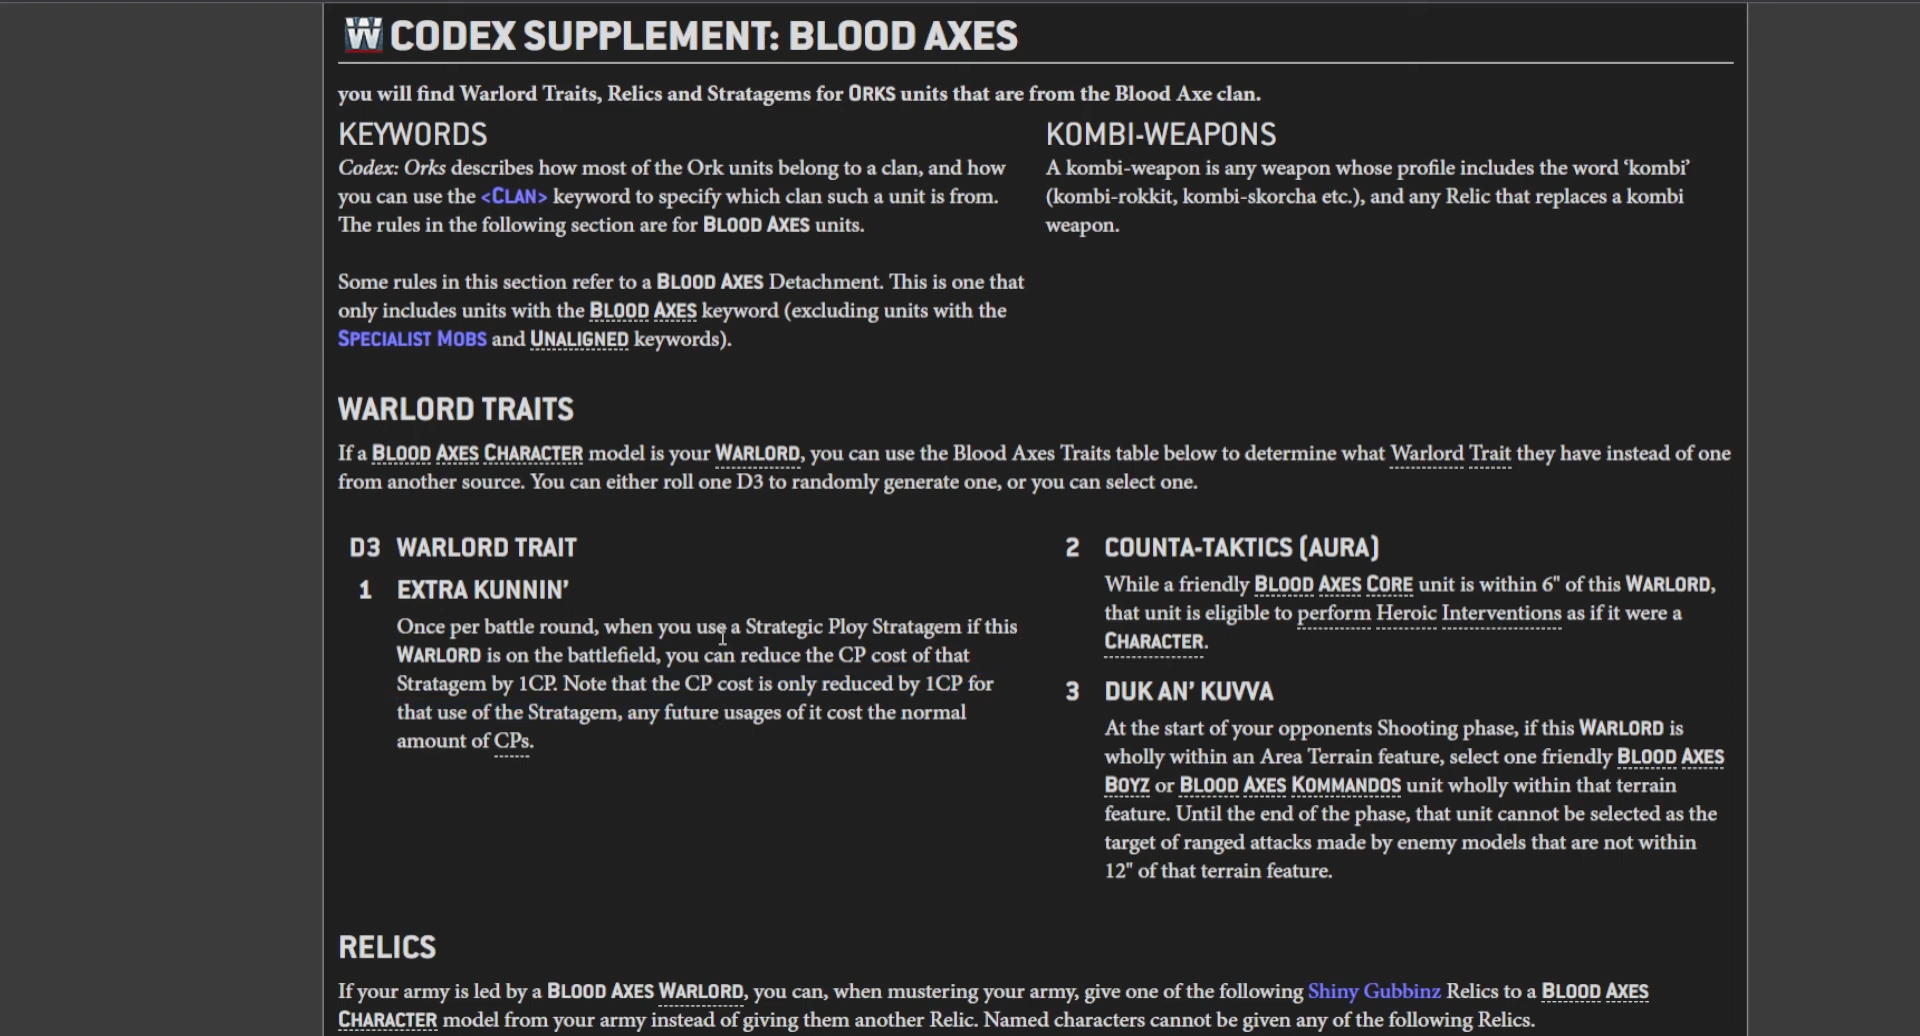 CODEX SUPPLEMENT: BLOOD AXES
you will find Warlord Traits, Relics and Stratagems for ORKS units that are from the Blood Axe clan.
KEYWORDS
Codex: Orks describes how most of the Ork units belong to a clan, and how
you can use the <CLAN> keyword to specify which clan such a unit is from.
The rules in the following section are for BLOOD AXES units.
Some rules in this section refer to a BLOOD AXES Detachment. This is one that
only includes units with the BLOOD AXES keyword (excluding units with the
SPECIALIST MOBS and UNALIGNED keywords).
KOMBI-WEAPONS
A kombi-weapon is any weapon whose profile includes the word ‘kombi’
(kombi-rokkit, kombi-skorcha etc.), and any Relic that replaces a kombi
weapon.
WARLORD TRAITS
If a BLOOD AXES CHARACTER model is your WARLORD, you can use the Blood Axes Traits table below to determine what Warlord Trait they have instead of one
from another source. You can either roll one D3 to randomly generate one, or you can select one.
D3 WARLORD TRAIT
1 EXTRA KUNNIN’
Once per battle round, when you use a Strategic Ploy Stratagem if this
WARLORD is on the battlefield, you can reduce the CP cost of that
Stratagem by 1CP. Note that the CP cost is only reduced by 1CP for
that use of the Stratagem, any future usages of it cost the normal
amount of CPs.
2 COUNTA-TAKTICS (AURA)
While a friendly BLOOD AXES CORE unit is within 6" of this WARLORD,
that unit is eligible to perform Heroic Interventions as if it were a
CHARACTER.
3 DUK AN’ KUVVA
At the start of your opponents Shooting phase, if this WARLORD is
wholly within an Area Terrain feature, select one friendly BLOOD AXES
BOYZ or BLOOD AXES KOMMANDOS unit wholly within that terrain
feature. Until the end of the phase, that unit cannot be selected as the
target of ranged attacks made by enemy models that are not within
12" of that terrain feature.
RELICS
If your army is led by a BLOOD AXES WARLORD, you can, when mustering your army, give one of the following Shiny Gubbinz Relics to a BLOOD AXES
CHARACTER model from your army instead of giving them another Relic. Named characters cannot be given any of the following Relics.